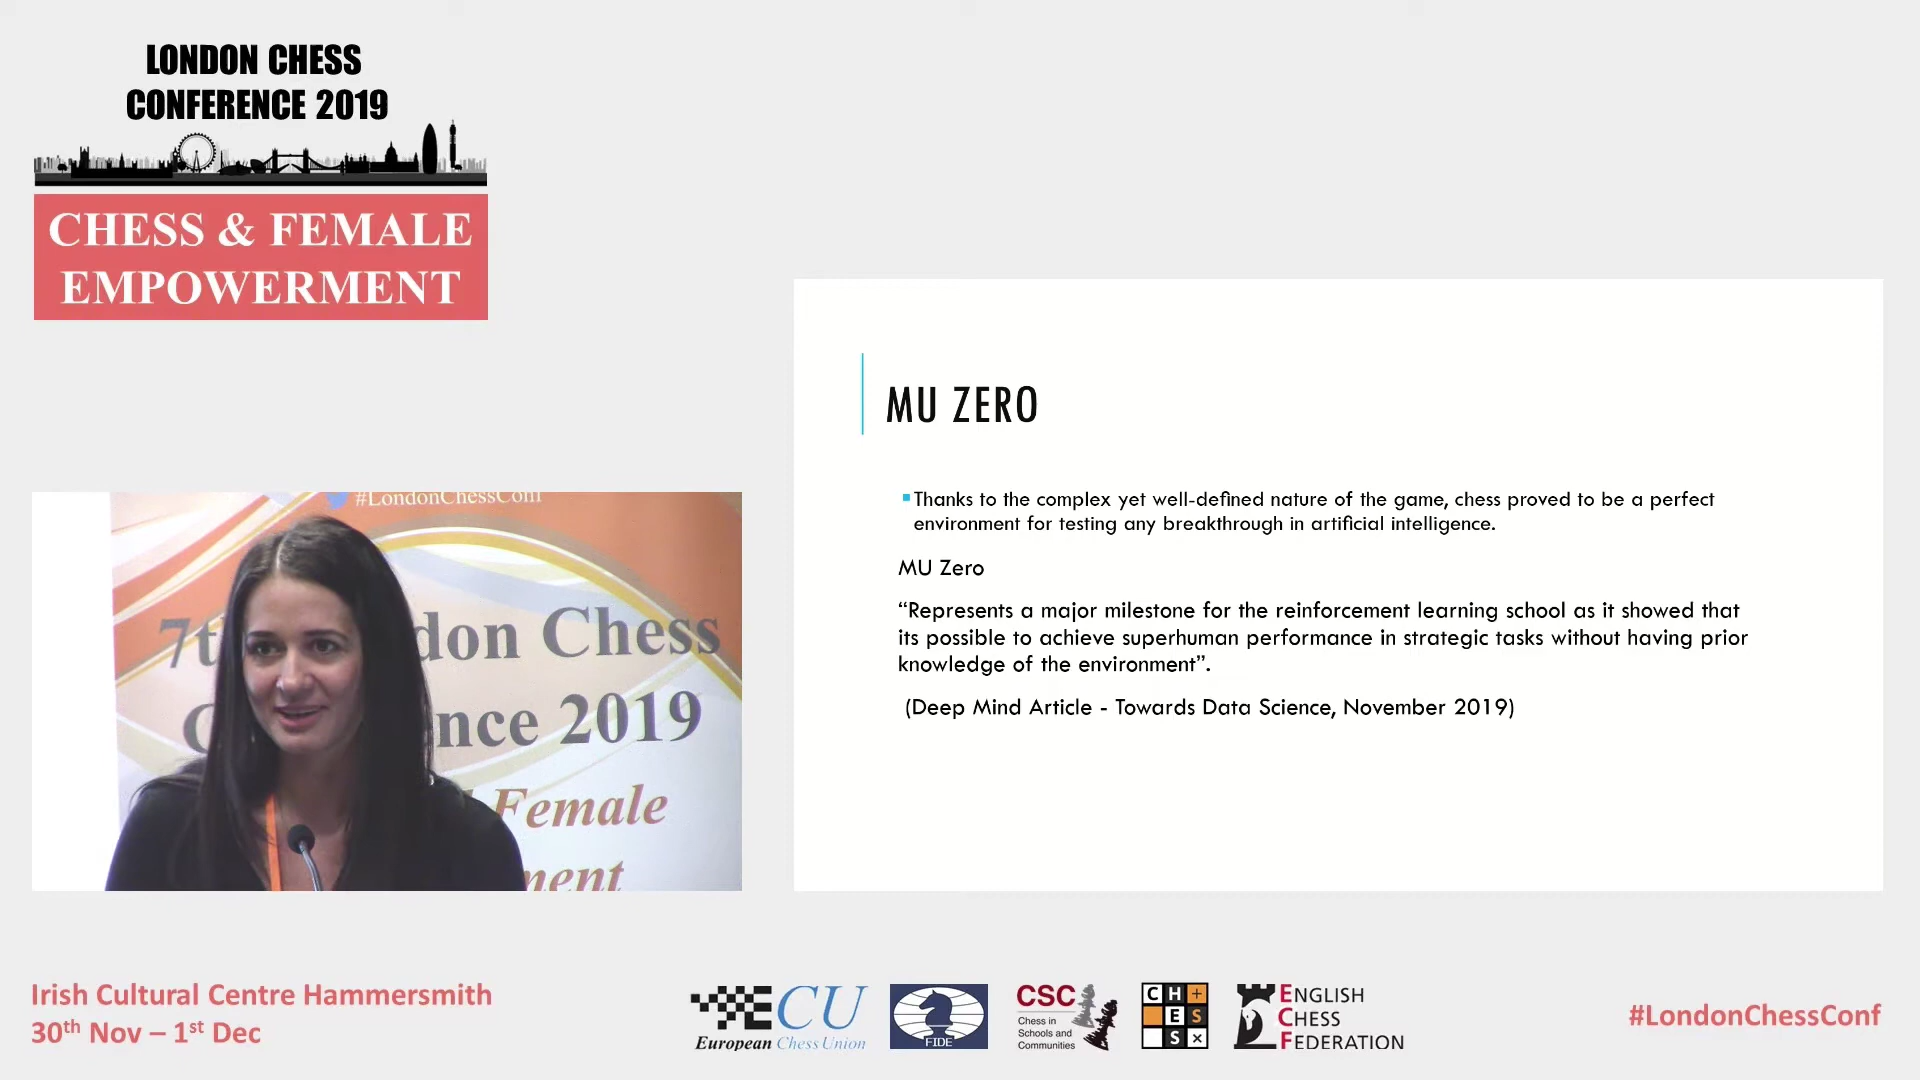 LONDON CHESS
CONFERENCE 2019
CHESS & FEMALE
EMPOWERMENT
MU ZERO
Thanks to the complex yet well-defined nature of the game, chess proved to be a perfect
environment for testing any breakthrough in artificial intelligence.
MU Zero
“Represents a major milestone for the reinforcement learning school as it showed that
its possible to achieve superhuman performance in strategic tasks without having prior
knowledge of the environment”.
(Deep Mind Article - Towards Data Science, November 2019)
#LondonChessConf
7t don Chess
C nce 2019
Female
ment
Irish Cultural Centre Hammersmith
30th Nov – 1st Dec
ECU
European Chess Union
FIDE
CSC
Chess in
Schools and
Communities
CH+
ES
S×
ENGLISH
CHESS
FEDERATION
#LondonChessConf